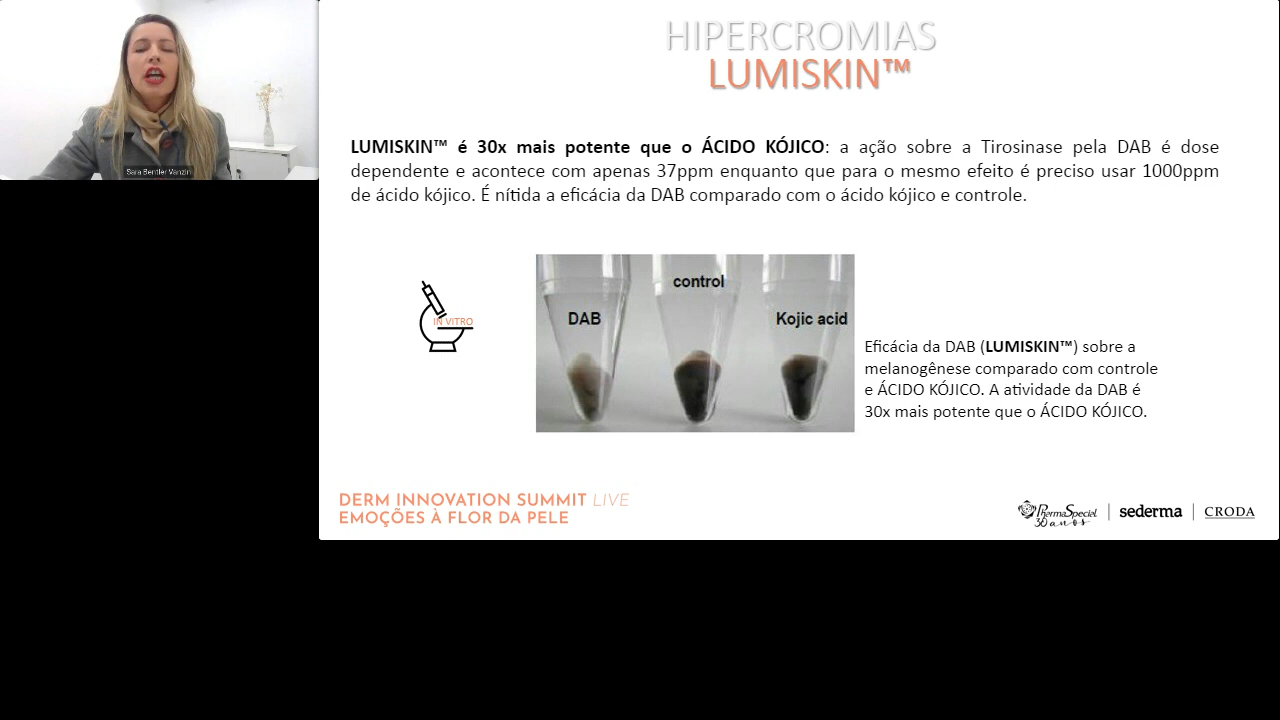 Sara Bentler Vanzin
HIPERCROMIAS
LUMISKIN™
LUMISKIN™ é 30x mais potente que o ÁCIDO KÓJICO: a ação sobre a Tirosinase pela DAB é dose
dependente e acontece com apenas 37ppm enquanto que para o mesmo efeito é preciso usar 1000ppm
de ácido kójico. É nítida a eficácia da DAB comparado com o ácido kójico e controle.
IN VITRO
DAB
control
Kojic acid
Eficácia da DAB (LUMISKIN™) sobre a
melanogênese comparado com controle
e ÁCIDO KÓJICO. A atividade da DAB é
30x mais potente que o ÁCIDO KÓJICO.
DERM INNOVATION SUMMIT LIVE
EMOÇÕES À FLOR DA PELE
PharmaSpecial
30 anos
sederma
CRODA